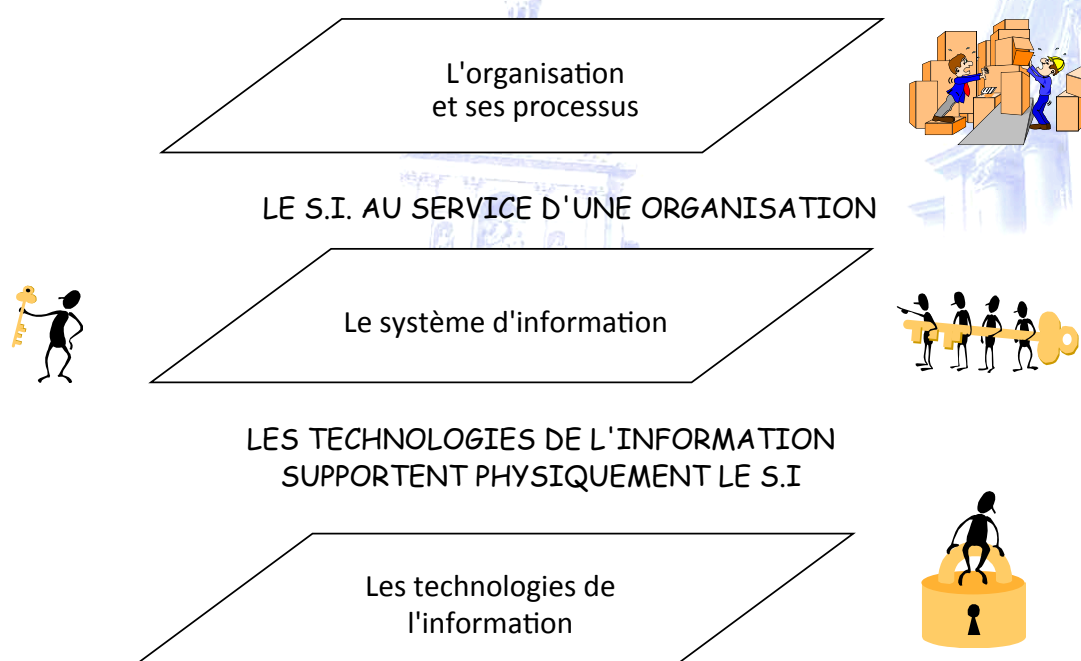 L'organisation
et ses processus
LE S.I. AU SERVICE D'UNE ORGANISATION
Le système d'information
LES TECHNOLOGIES DE L'INFORMATION
SUPPORTENT PHYSIQUEMENT LE S.I
Les technologies de
l'information